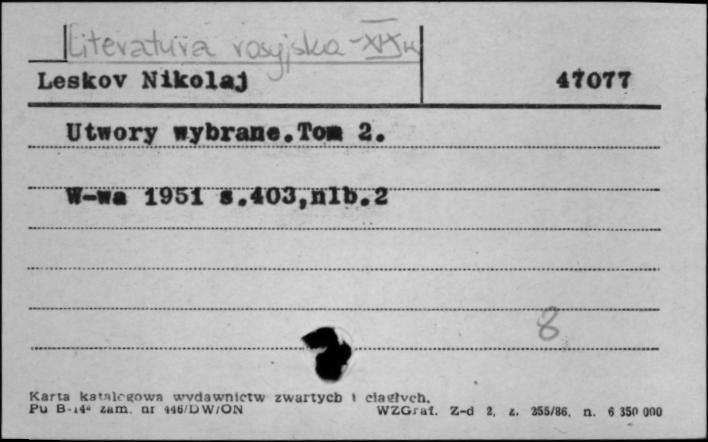 Literatura rosyjska - XIX w
Leskov Nikolaj 47077
Utwory wybrane.Tom 2.
W-wa 1951 s.403,nlb.2
8
Karta katalogowa wydawnictw zwartych i ciągłych.
Pu B-14a zam. nr 446/DW/ON WZGraf. Z-d 2, z. 255/86, n. 6 350 000